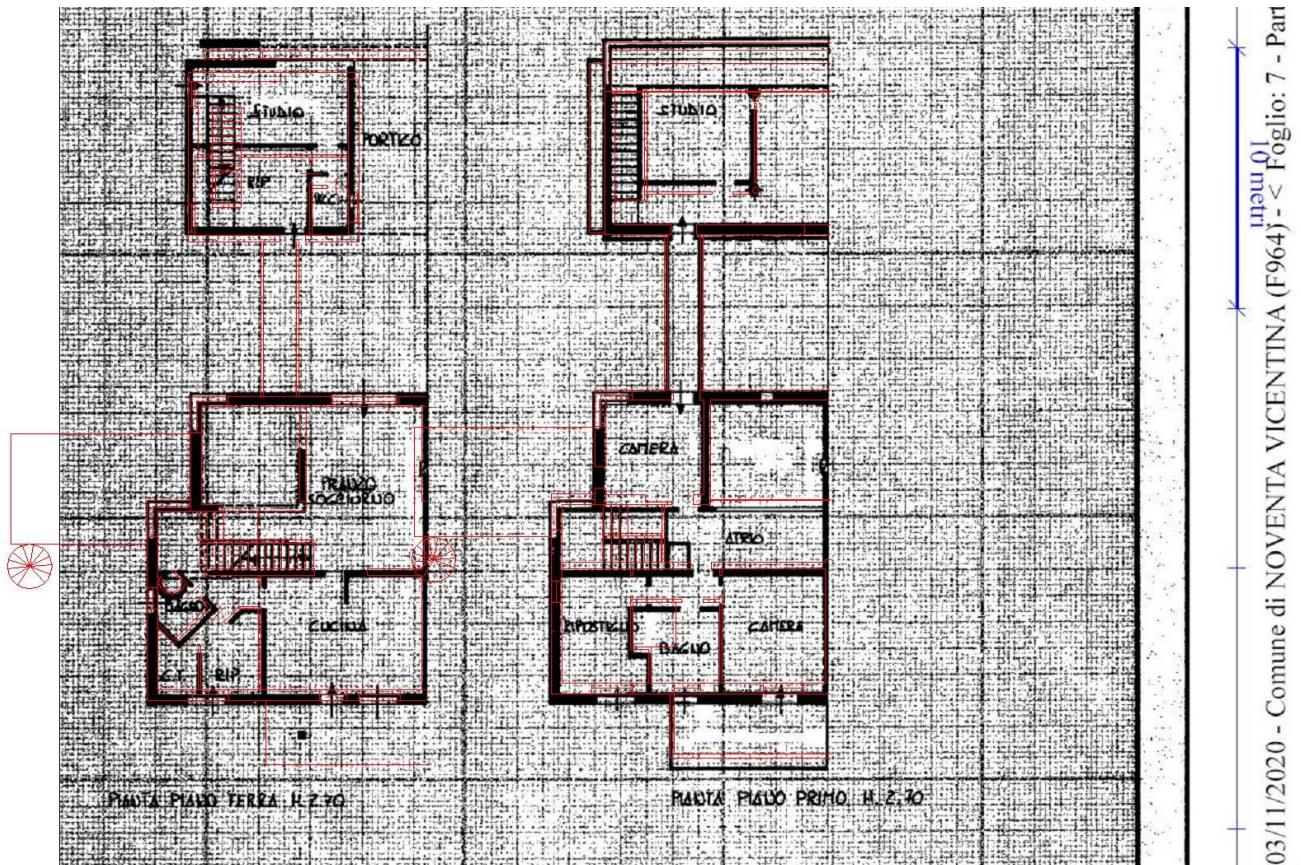 STUDIO
PORTICO
RIP
W.C.
PRANZO
SOGGIORNO
BAGNO
CUCINA
C.T.
RIP
PIANTA PIANO TERRA H. 2.70
STUDIO
CAMERA
ATRIO
RIPOSTIGLIO
BAGNO
CAMERA
PIANTA PIANO PRIMO H. 2.70
10 metri
03/11/2020 - Comune di NOVENTA VICENTINA (F964) - < Foglio: 7 - Part